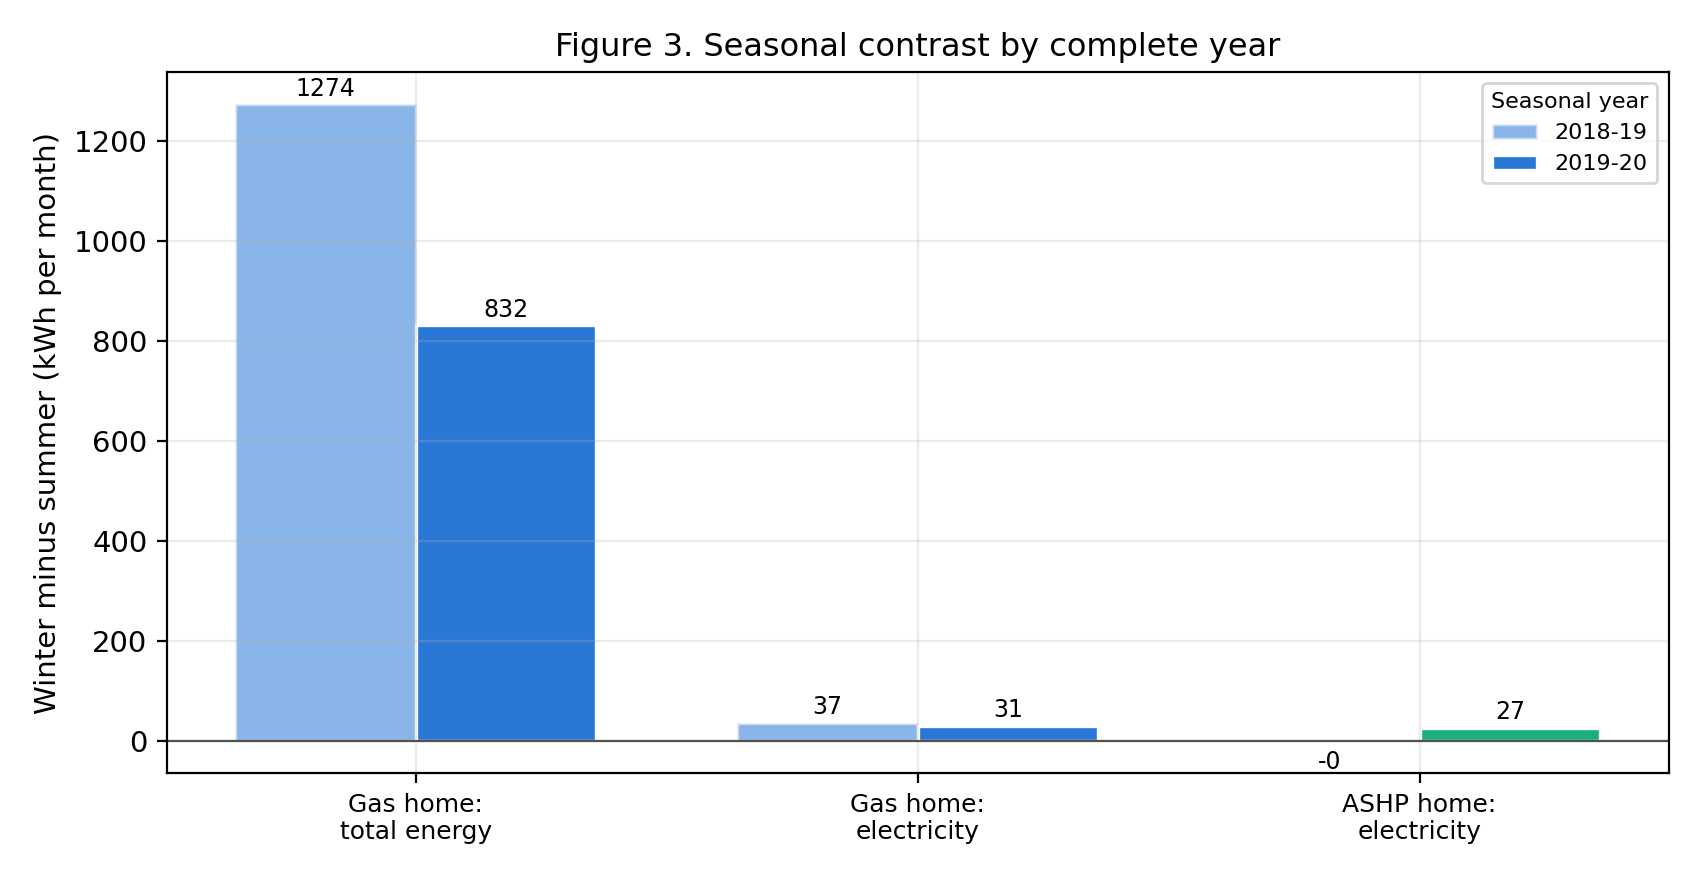 Figure 3. Seasonal contrast by complete year
Winter minus summer (kWh per month)
1200
1000
800
600
400
200
0
1274
832
37
31
-0
27
Seasonal year
2018-19
2019-20
Gas home:
total energy
Gas home:
electricity
ASHP home:
electricity